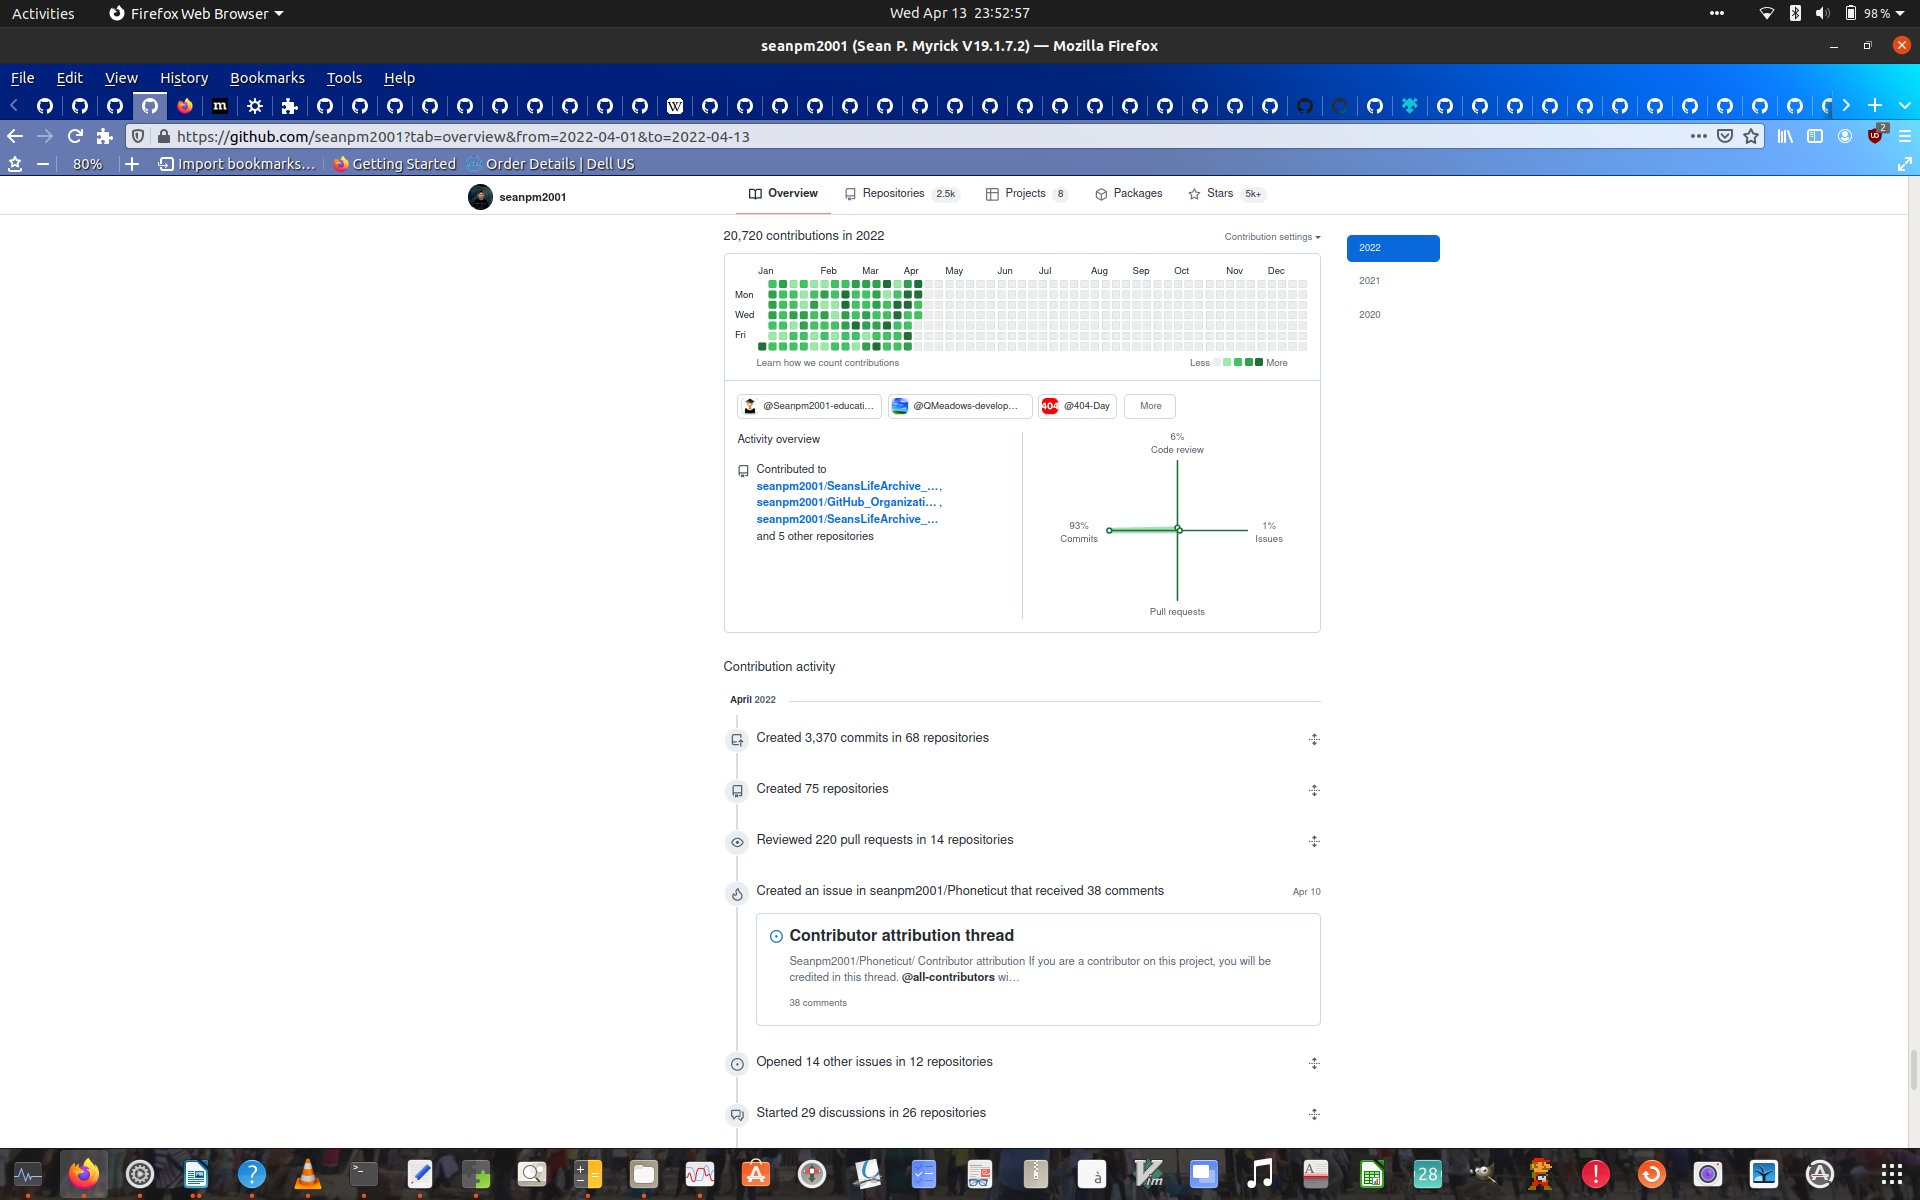 Activities
Firefox Web Browser
Wed Apr 13 23:52:57
98 %
seanpm2001 (Sean P. Myrick V19.1.7.2) — Mozilla Firefox
File Edit View History Bookmarks Tools Help
https://github.com/seanpm2001?tab=overview&from=2022-04-01&to=2022-04-13
2
80%
Import bookmarks…
Getting Started
Order Details | Dell US
seanpm2001
Overview
Repositories 2.5k
Projects 8
Packages
Stars 5k+
20,720 contributions in 2022
Contribution settings
2022
2021
2020
Jan Feb Mar Apr May Jun Jul Aug Sep Oct Nov Dec
Mon
Wed
Fri
Learn how we count contributions
Less More
@Seanpm2001-educati…
@QMeadows-develop…
404 @404-Day
More
Activity overview
Contributed to
seanpm2001/SeansLifeArchive_…,
seanpm2001/GitHub_Organizati…,
seanpm2001/SeansLifeArchive_…
and 5 other repositories
6%
Code review
93%
Commits
1%
Issues
Pull requests
Contribution activity
April 2022
Created 3,370 commits in 68 repositories
Created 75 repositories
Reviewed 220 pull requests in 14 repositories
Created an issue in seanpm2001/Phoneticut that received 38 comments
Apr 10
Contributor attribution thread
Seanpm2001/Phoneticut/ Contributor attribution If you are a contributor on this project, you will be
credited in this thread. @all-contributors wi…
38 comments
Opened 14 other issues in 12 repositories
Started 29 discussions in 26 repositories
28